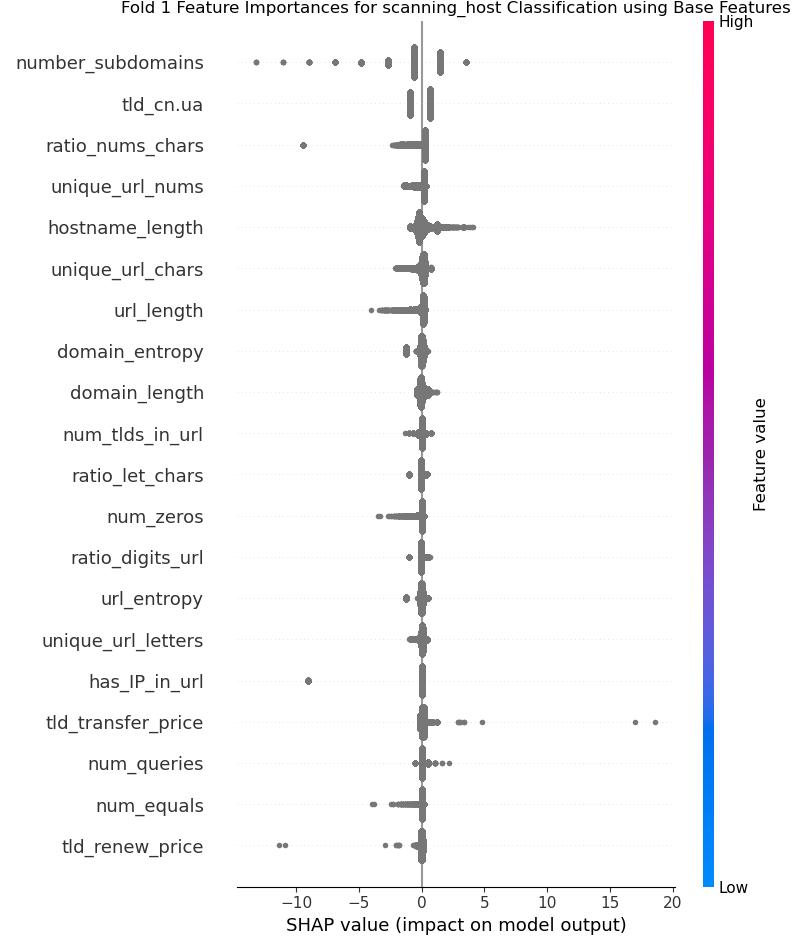 Fold 1 Feature Importances for scanning_host Classification using Base Features
High
number_subdomains
tld_cn.ua
ratio_nums_chars
unique_url_nums
hostname_length
unique_url_chars
url_length
domain_entropy
domain_length
num_tlds_in_url
ratio_let_chars
num_zeros
ratio_digits_url
url_entropy
unique_url_letters
has_IP_in_url
tld_transfer_price
num_queries
num_equals
tld_renew_price
Feature value
Low
−10 −5 0 5 10 15 20
SHAP value (impact on model output)